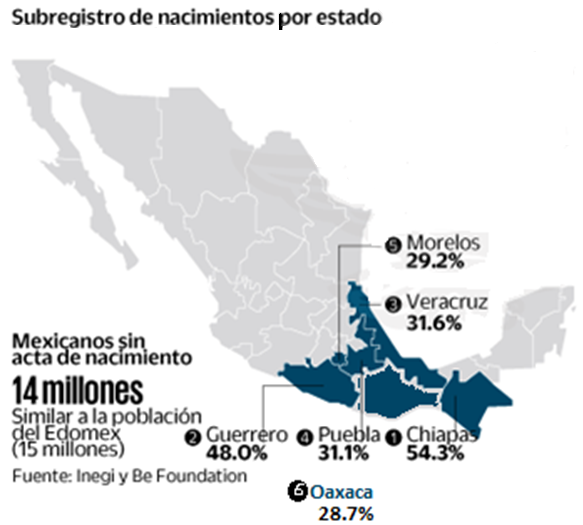 Subregistro de nacimientos por estado
5 Morelos
29.2%
3 Veracruz
31.6%
Mexicanos sin
acta de nacimiento
14 millones
Similar a la población
del Edomex
(15 millones)
2 Guerrero
48.0%
4 Puebla
31.1%
1 Chiapas
54.3%
Fuente: Inegi y Be Foundation
6 Oaxaca
28.7%